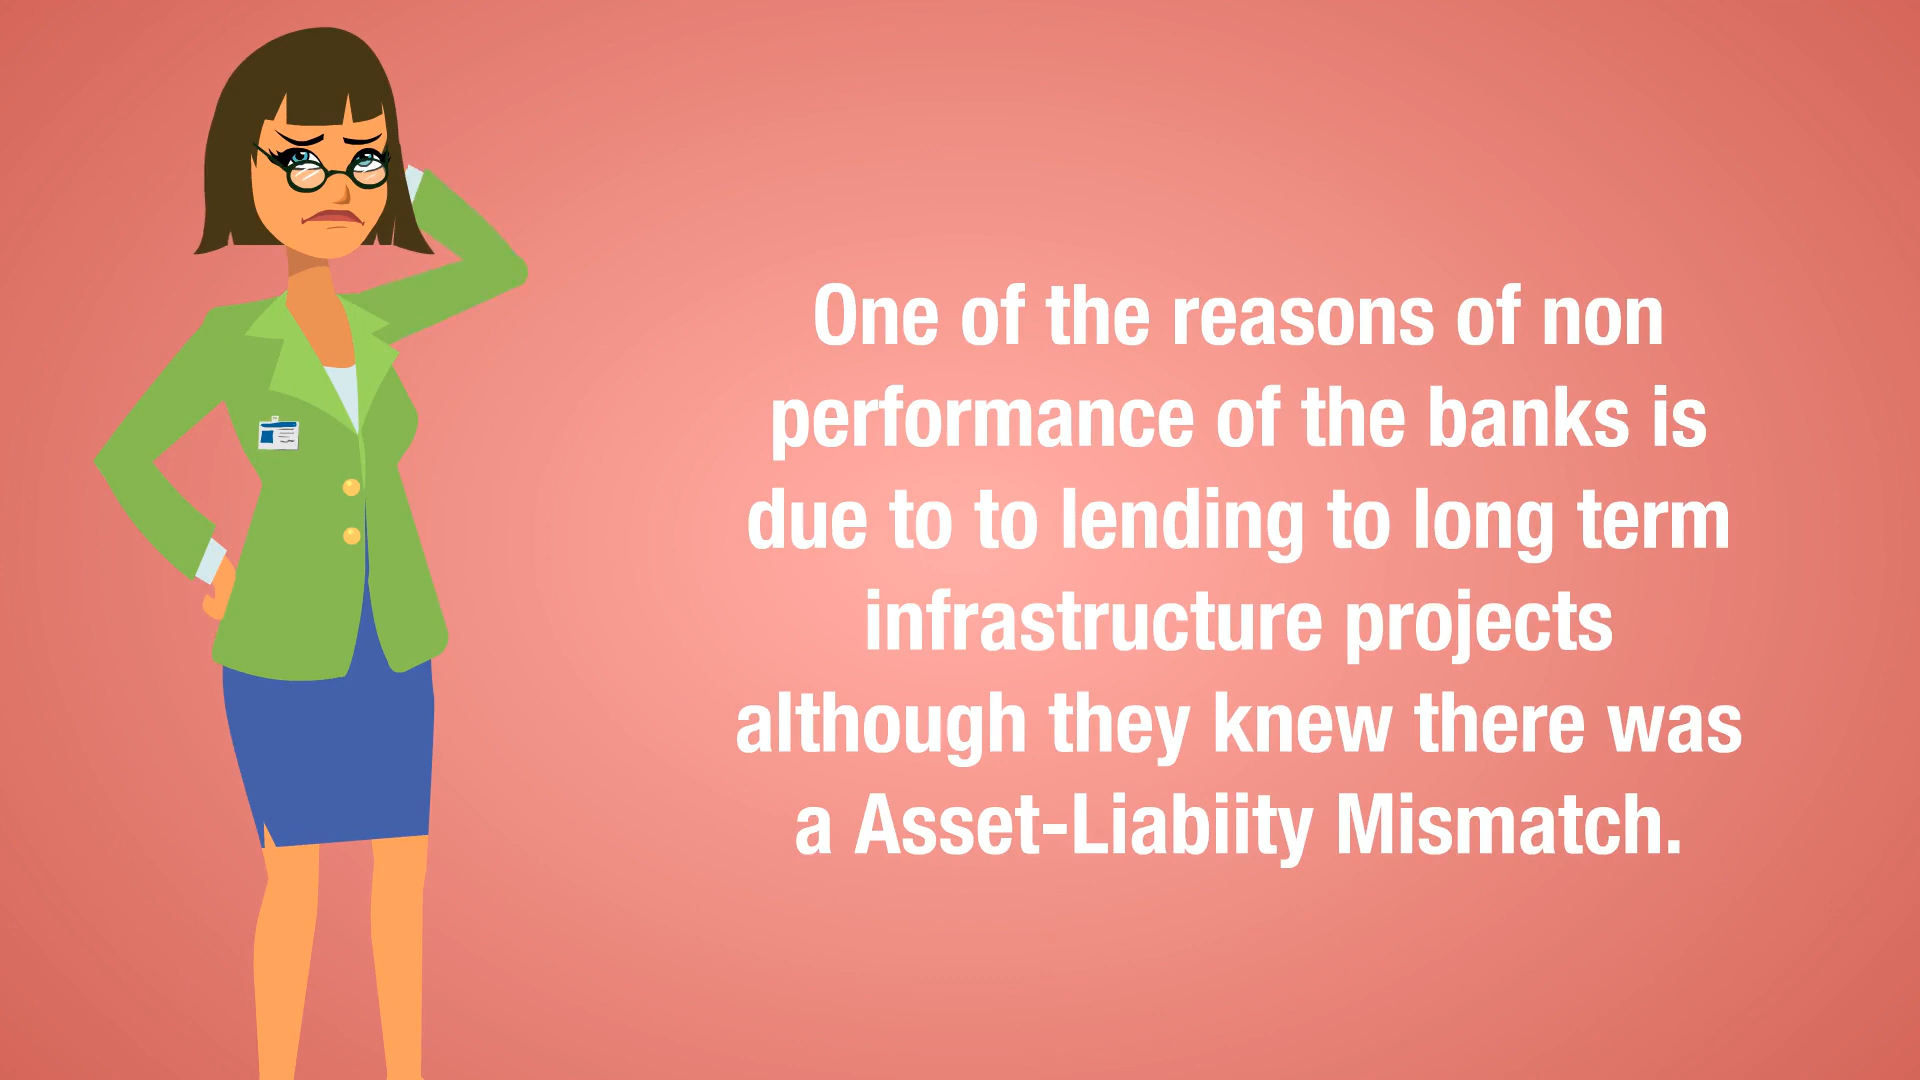 One of the reasons of non
performance of the banks is
due to to lending to long term
infrastructure projects
although they knew there was
a Asset-Liabiity Mismatch.